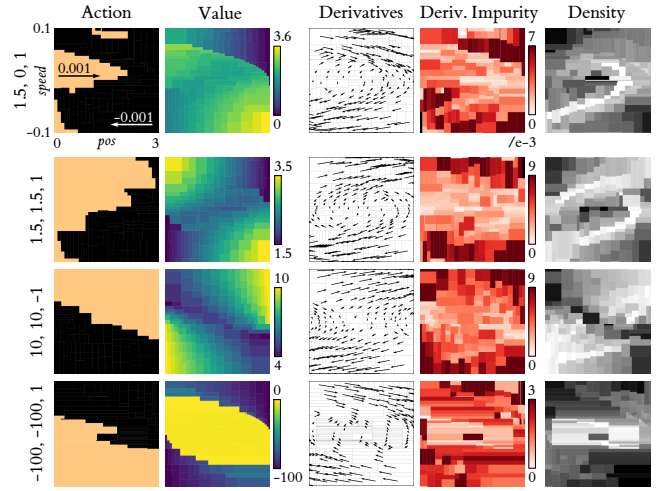 Action Value Derivatives Deriv. Impurity Density
1.5, 0, 1
speed
0.1
−0.1
0.001
−0.001
0 pos 3
3.6
0
7
0
/e−3
1.5, 1.5, 1
3.5
1.5
9
0
10, 10, −1
10
4
9
0
−100, −100, 1
0
−100
3
0